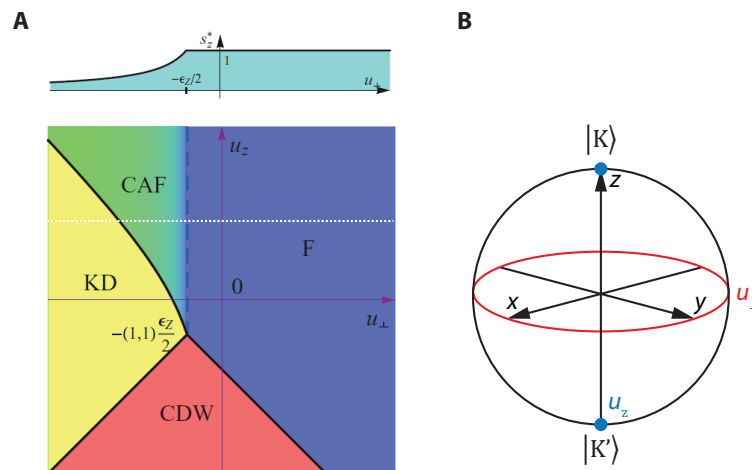 A
s*z
1
−ϵZ/2
u⊥
uz
CAF
F
KD
0
−(1,1) ϵZ/2
u⊥
CDW
B
|K⟩
z
x
y
u⊥
uz
|K'⟩